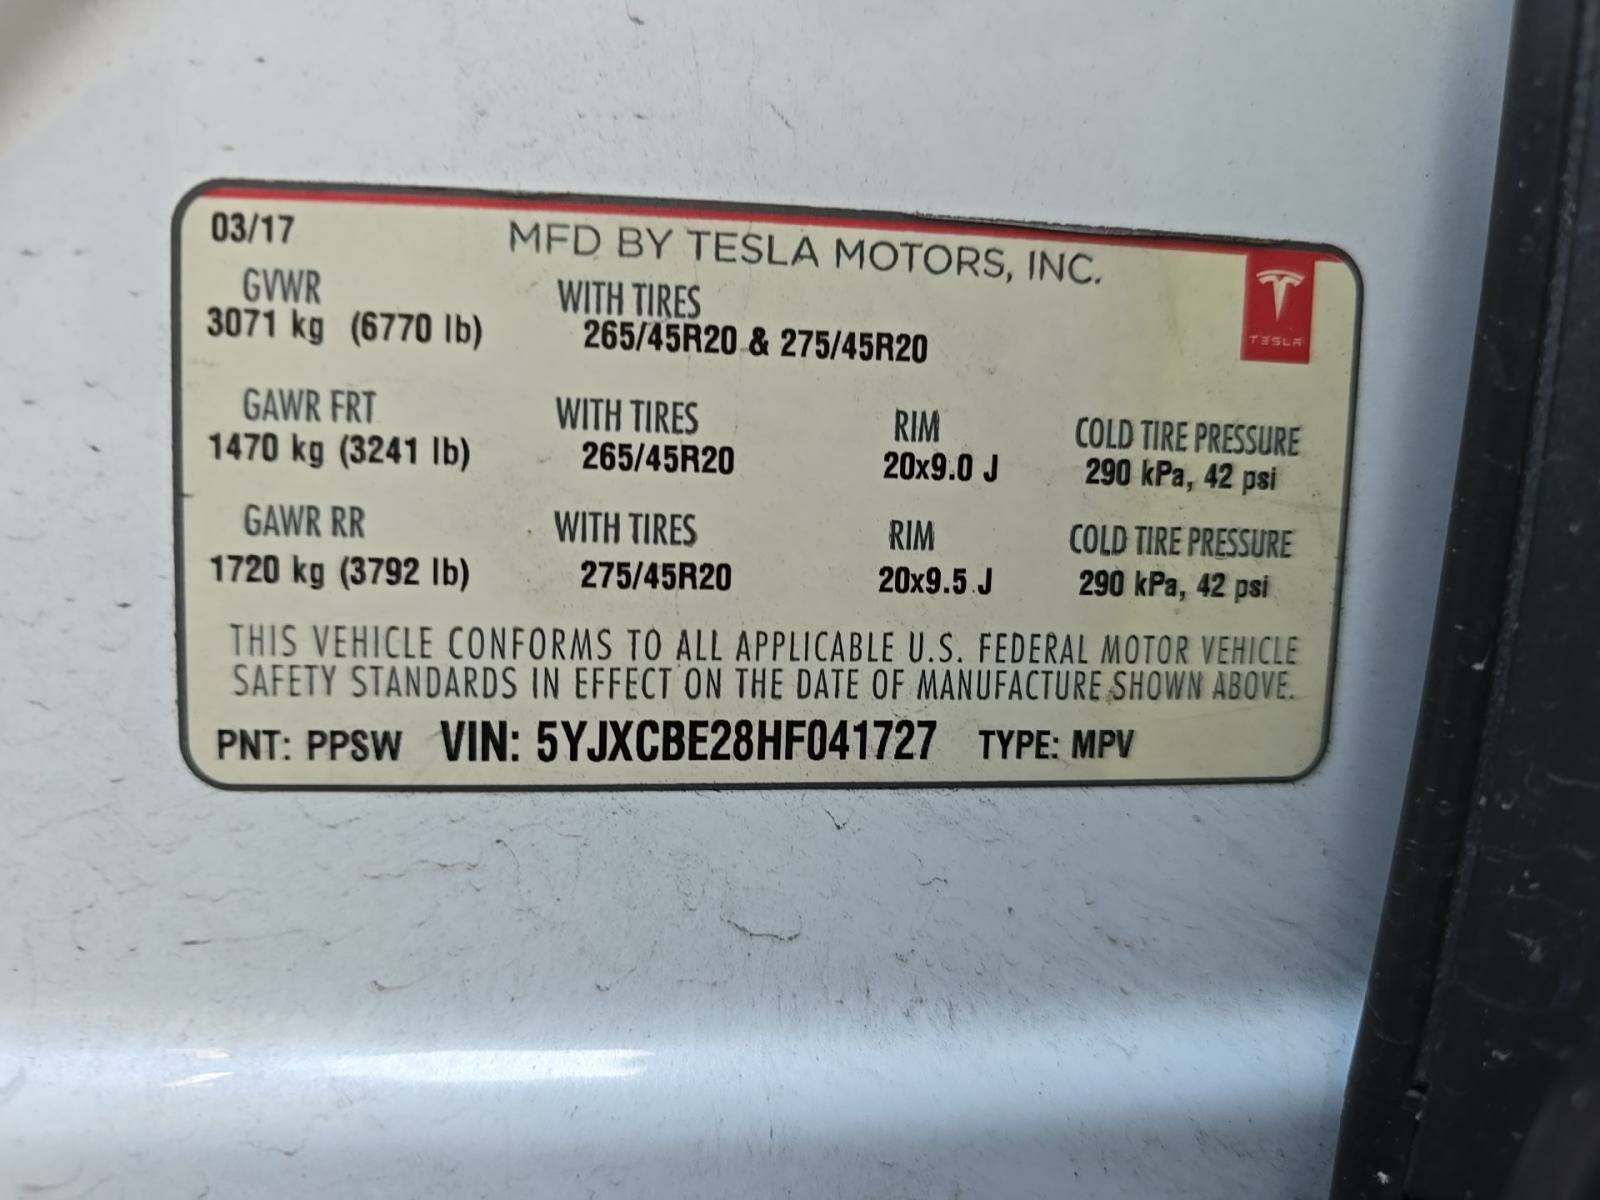 03/17 MFD BY TESLA MOTORS, INC.
GVWR WITH TIRES
3071 kg (6770 lb) 265/45R20 & 275/45R20
TESLA
GAWR FRT WITH TIRES RIM COLD TIRE PRESSURE
1470 kg (3241 lb) 265/45R20 20x9.0 J 290 kPa, 42 psi
GAWR RR WITH TIRES RIM COLD TIRE PRESSURE
1720 kg (3792 lb) 275/45R20 20x9.5 J 290 kPa, 42 psi
THIS VEHICLE CONFORMS TO ALL APPLICABLE U.S. FEDERAL MOTOR VEHICLE
SAFETY STANDARDS IN EFFECT ON THE DATE OF MANUFACTURE SHOWN ABOVE.
PNT: PPSW VIN: 5YJXCBE28HF041727 TYPE: MPV